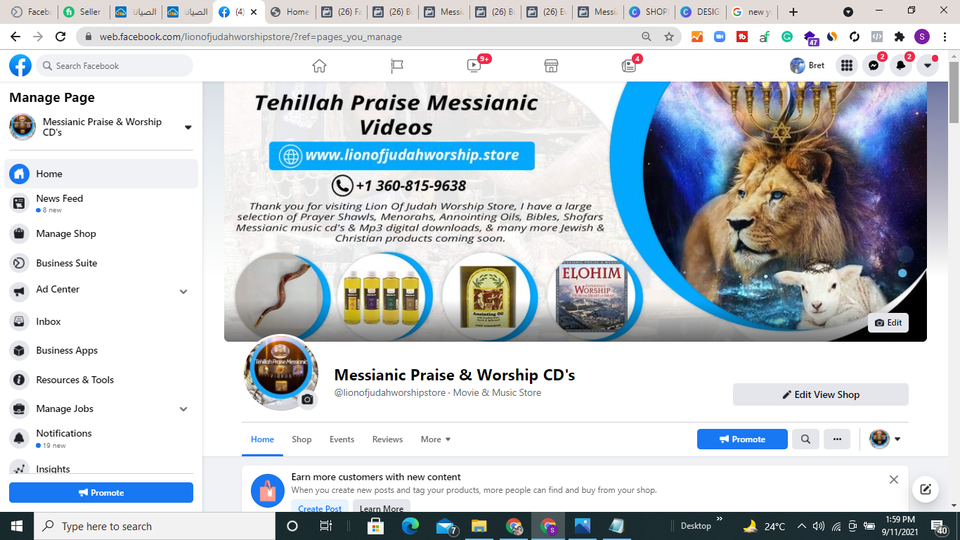 Faceb
Seller
الصيان
الصيان
(4)
Home
(26) F
(26) B
Messi
(26) B
(26) E
Messi
SHOP
DESIG
new y
web.facebook.com/lionofjudahworshipstore/?ref=pages_you_manage
47
S
Search Facebook
9+
4
Bret
2
2
Manage Page
Messianic Praise & Worship
CD's
Home
News Feed
8 new
Manage Shop
Business Suite
Ad Center
Inbox
Business Apps
Resources & Tools
Manage Jobs
Notifications
19 new
Insights
Promote
Tehillah Praise Messianic
Videos
www.lionofjudahworship.store
+1 360-815-9638
Thank you for visiting Lion Of Judah Worship Store, I have a large
selection of Prayer Shawls, Menorahs, Annointing Oils, Bibles, Shofars
Messianic music cd's & Mp3 digital downloads, & many more Jewish &
Christian products coming soon.
Anointing Oil
ELOHIM
WORSHIP
Edit
Tehillah Praise Messianic
Messianic Praise & Worship CD's
@lionofjudahworshipstore · Movie & Music Store
Edit View Shop
Home
Shop
Events
Reviews
More
Promote
Earn more customers with new content
When you create new posts and tag your products, more people can find and buy from your shop.
Create Post
Learn More
Type here to search
7
S
Desktop
24°C
1:59 PM
9/11/2021
40